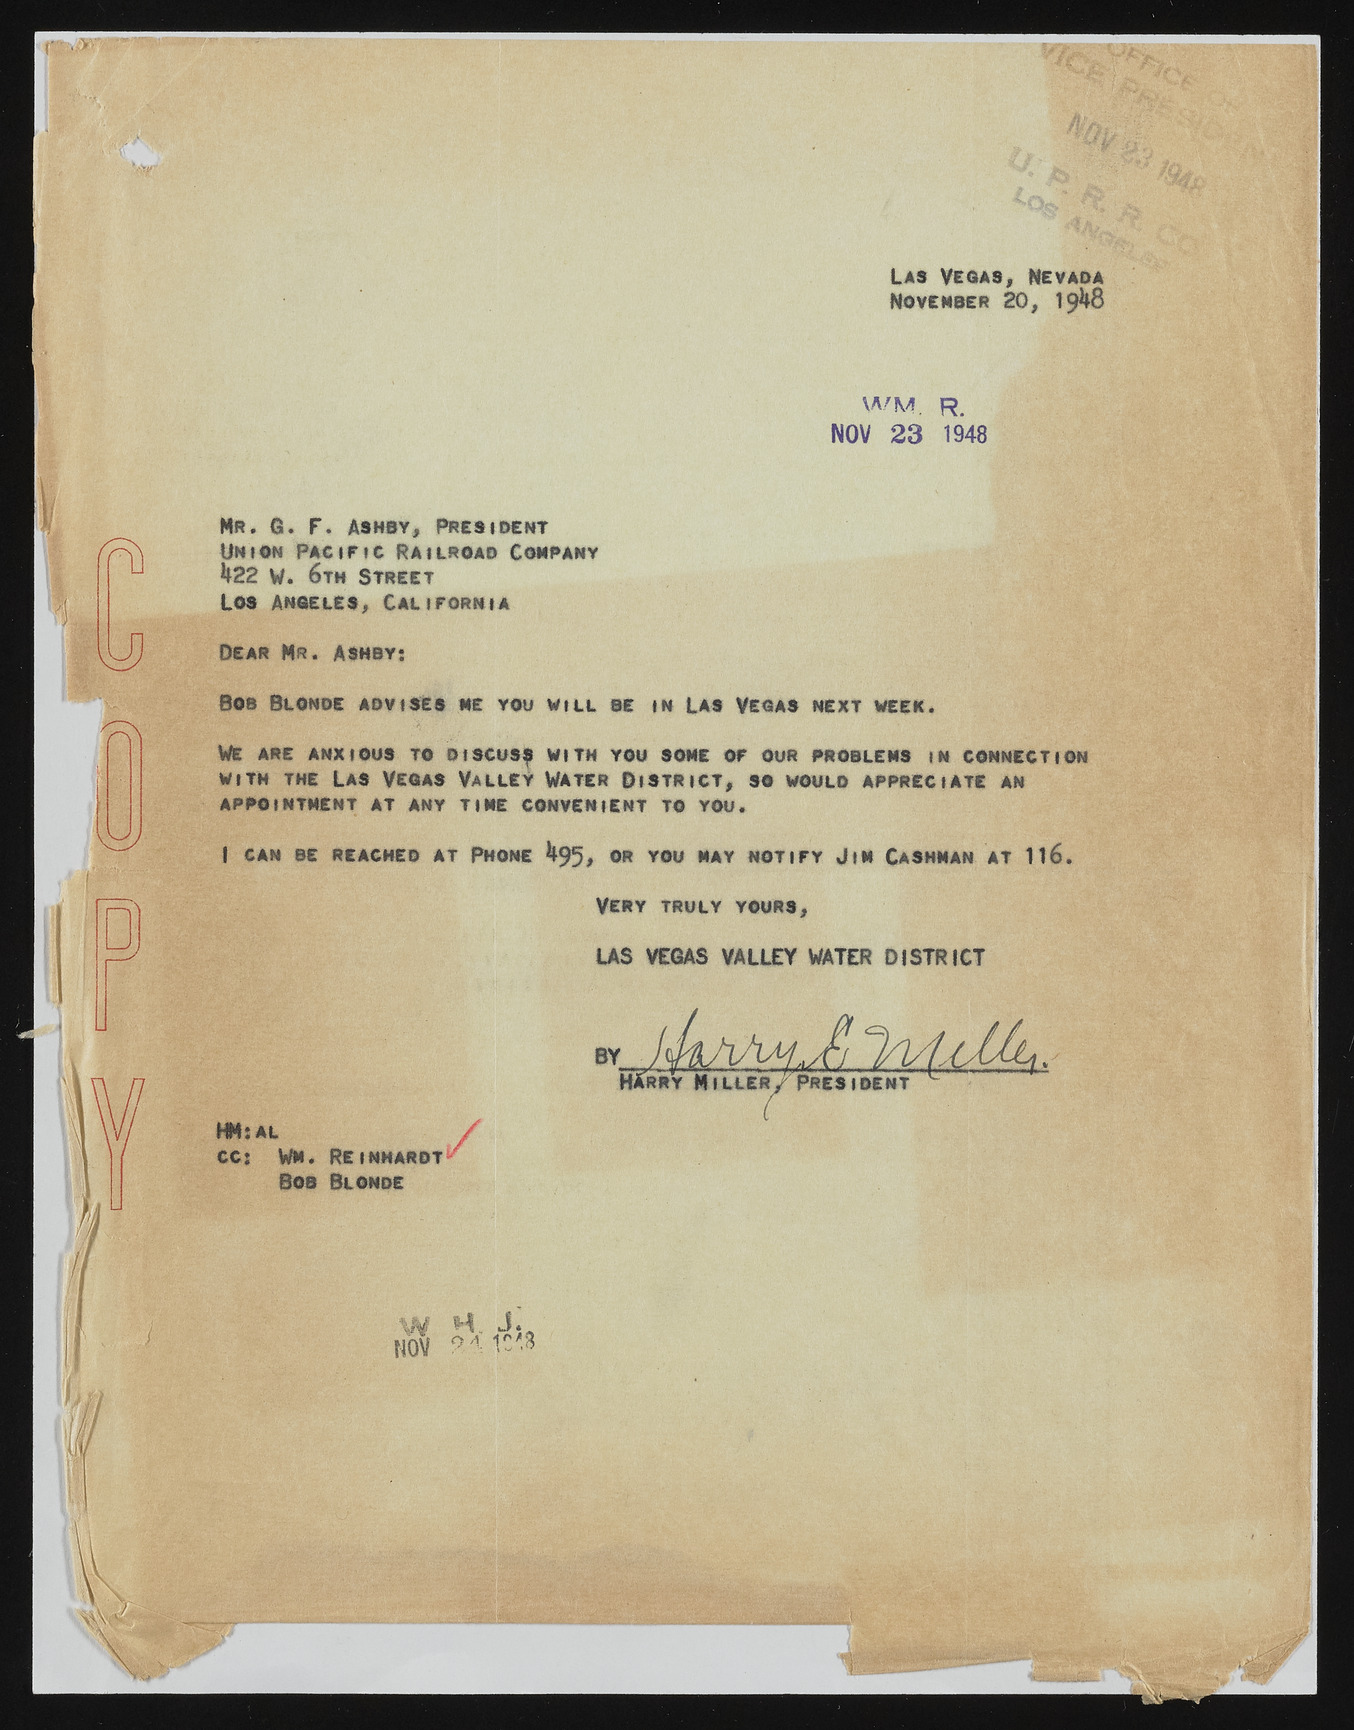 OFFICE OF
VICE PRESIDENT
NOV 23 1948
U. P. R. R. CO
LOS ANGELES
LAS VEGAS, NEVADA
NOVEMBER 20, 1948
WM. R.
NOV 23 1948
MR. G. F. ASHBY, PRESIDENT
UNION PACIFIC RAILROAD COMPANY
422 W. 6TH STREET
LOS ANGELES, CALIFORNIA
DEAR MR. ASHBY:
BOB BLONDE ADVISES ME YOU WILL BE IN LAS VEGAS NEXT WEEK.
WE ARE ANXIOUS TO DISCUSS WITH YOU SOME OF OUR PROBLEMS IN CONNECTION
WITH THE LAS VEGAS VALLEY WATER DISTRICT, SO WOULD APPRECIATE AN
APPOINTMENT AT ANY TIME CONVENIENT TO YOU.
I CAN BE REACHED AT PHONE 495, OR YOU MAY NOTIFY JIM CASHMAN AT 116.
VERY TRULY YOURS,
LAS VEGAS VALLEY WATER DISTRICT
BY Harry E Miller.
HARRY MILLER, PRESIDENT
HM:AL
CC: WM. REINHARDT
BOB BLONDE
W H J.
NOV 24 1948
COPY